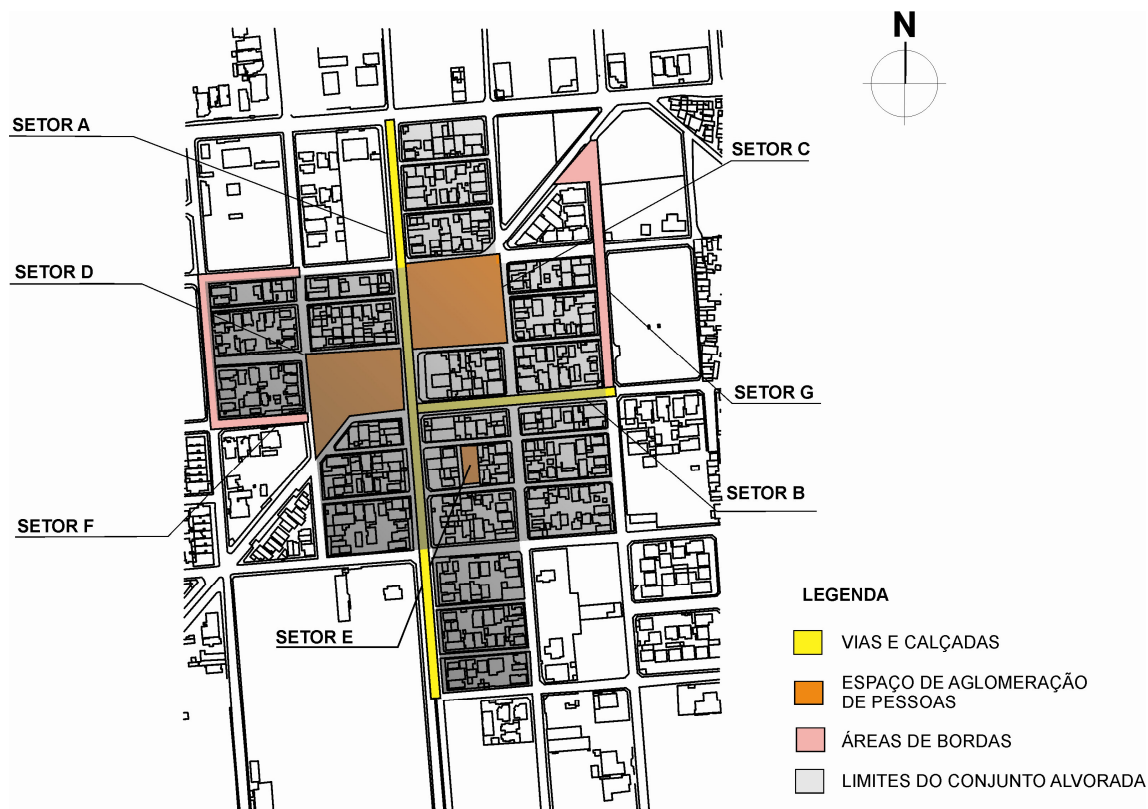 N
SETOR A
SETOR C
SETOR D
SETOR G
SETOR B
SETOR F
SETOR E
LEGENDA
VIAS E CALÇADAS
ESPAÇO DE AGLOMERAÇÃO
DE PESSOAS
ÁREAS DE BORDAS
LIMITES DO CONJUNTO ALVORADA